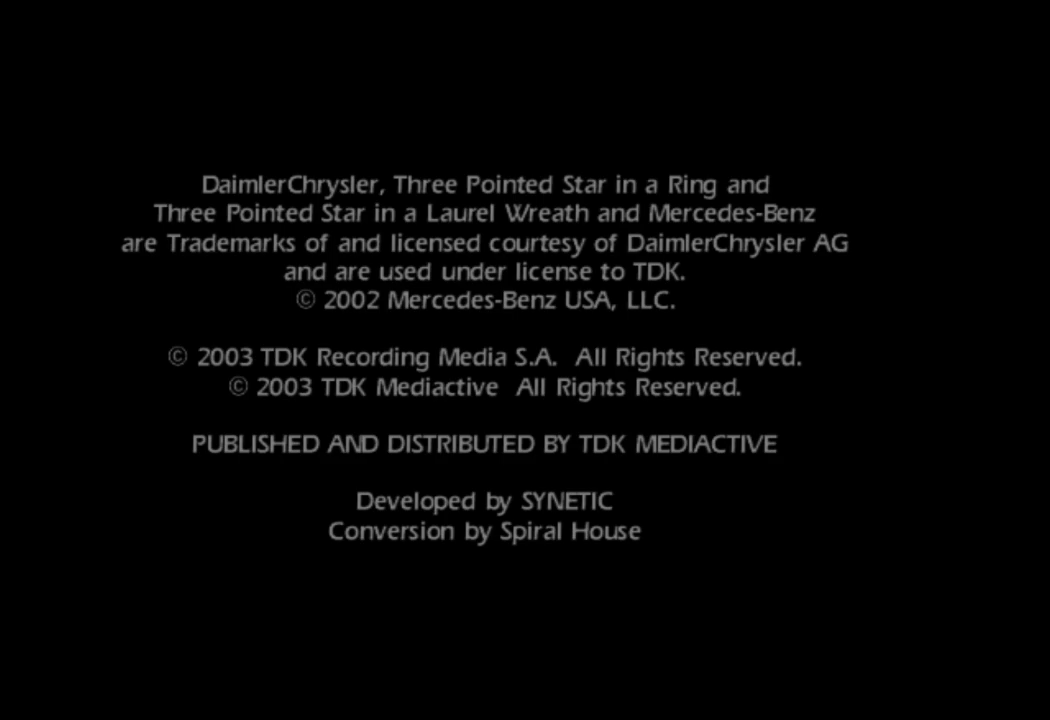 DaimlerChrysler, Three Pointed Star in a Ring and
Three Pointed Star in a Laurel Wreath and Mercedes-Benz
are Trademarks of and licensed courtesy of DaimlerChrysler AG
and are used under license to TDK.
© 2002 Mercedes-Benz USA, LLC.
© 2003 TDK Recording Media S.A.  All Rights Reserved.
© 2003 TDK Mediactive  All Rights Reserved.
PUBLISHED AND DISTRIBUTED BY TDK MEDIACTIVE
Developed by SYNETIC
Conversion by Spiral House